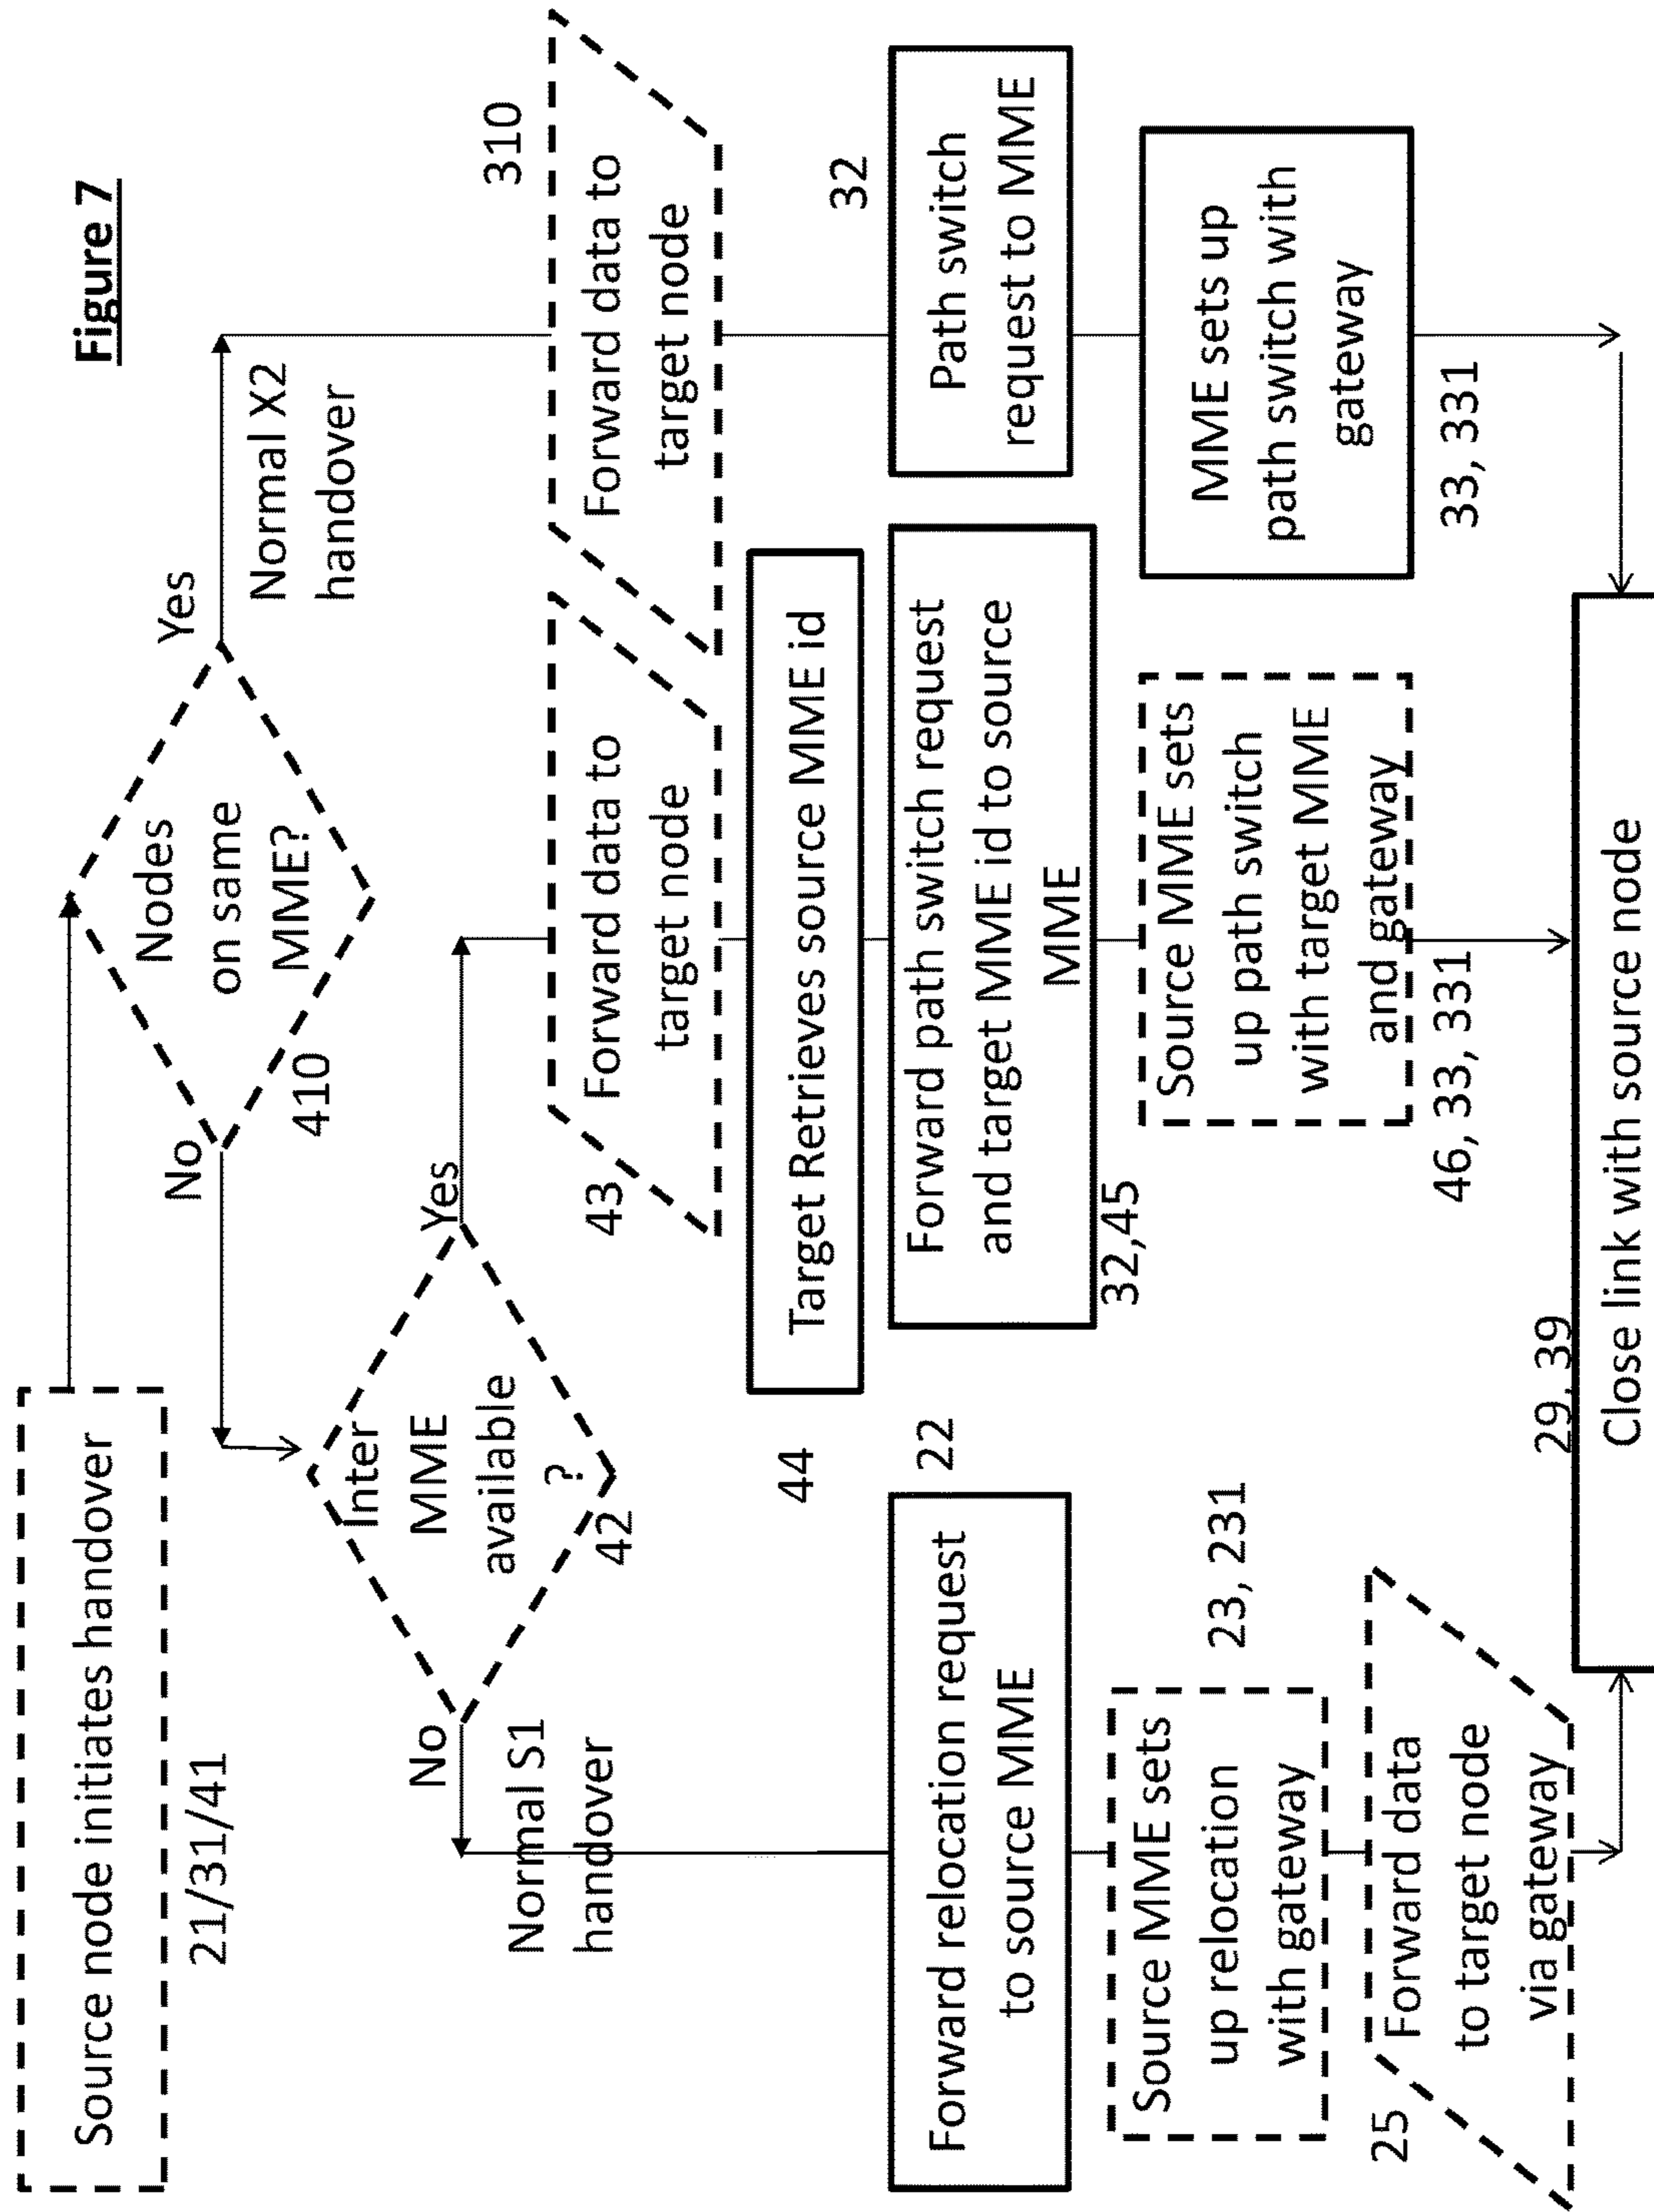 Figure 7
Source node initiates handover
21/31/41
Nodes
on same
MME?
410
No
Yes
Normal X2
handover
Inter
MME
available
?
42
No
Yes
Normal S1
handover
43
Forward data to
target node
310
Forward data to
target node
44
Target Retrieves source MME id
22
Forward relocation request
to source MME
Forward path switch request
and target MME id to source
MME
32,45
32
Path switch
request to MME
Source MME sets
up relocation
with gateway
23, 231
Source MME sets
up path switch
with target MME
and gateway
46, 33, 331
MME sets up
path switch with
gateway
33, 331
25
Forward data
to target node
via gateway
29, 39
Close link with source node